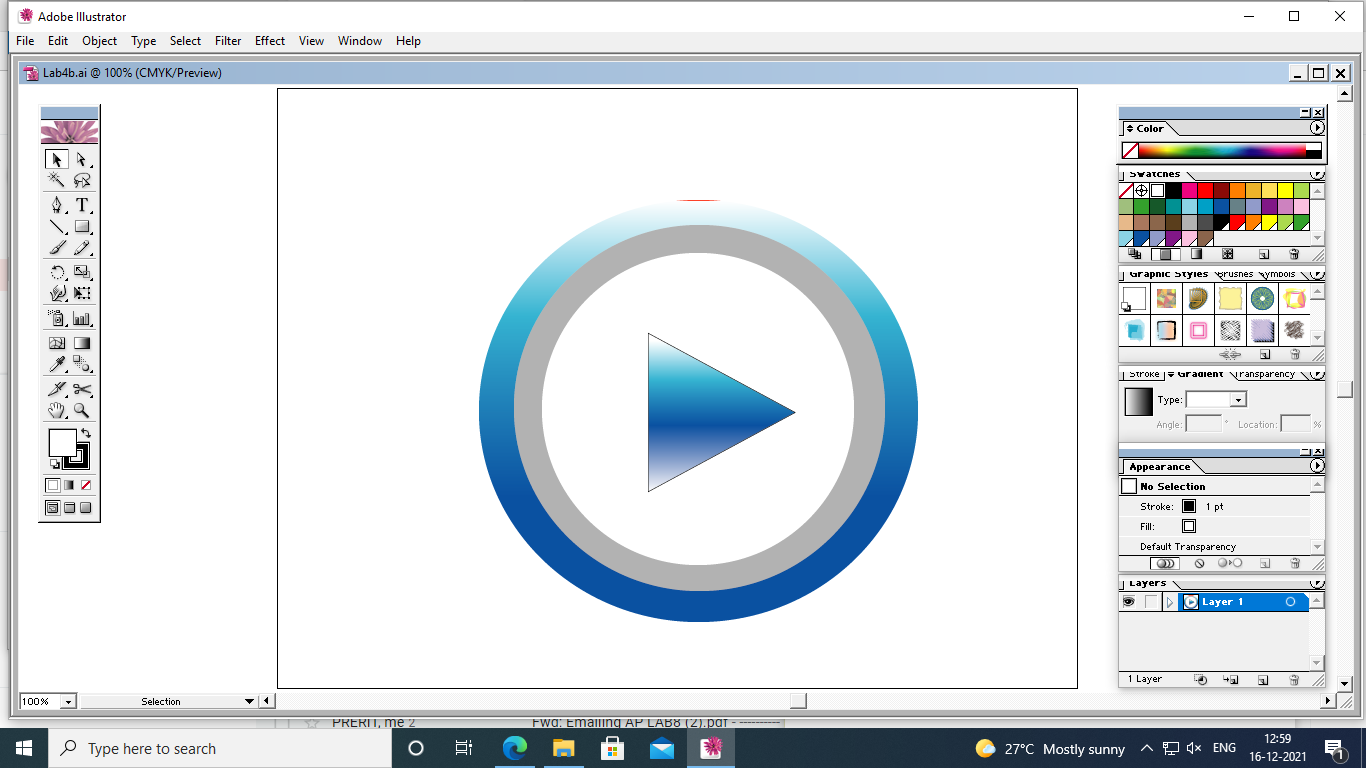 Adobe Illustrator
File Edit Object Type Select Filter Effect View Window Help
Lab4b.ai @ 100% (CMYK/Preview)
Color
Swatches
Graphic Styles Brushes Symbols
Stroke Gradient Transparency
Type:
Angle: ° Location: %
Appearance
No Selection
Stroke: 1 pt
Fill:
Default Transparency
Layers
Layer 1
1 Layer
T
100% Selection
PRERIT, me 2 Fwd: Emailing AP LAB8 (2).pdf - ----------
Type here to search
27°C Mostly sunny ENG
12:59
16-12-2021
1